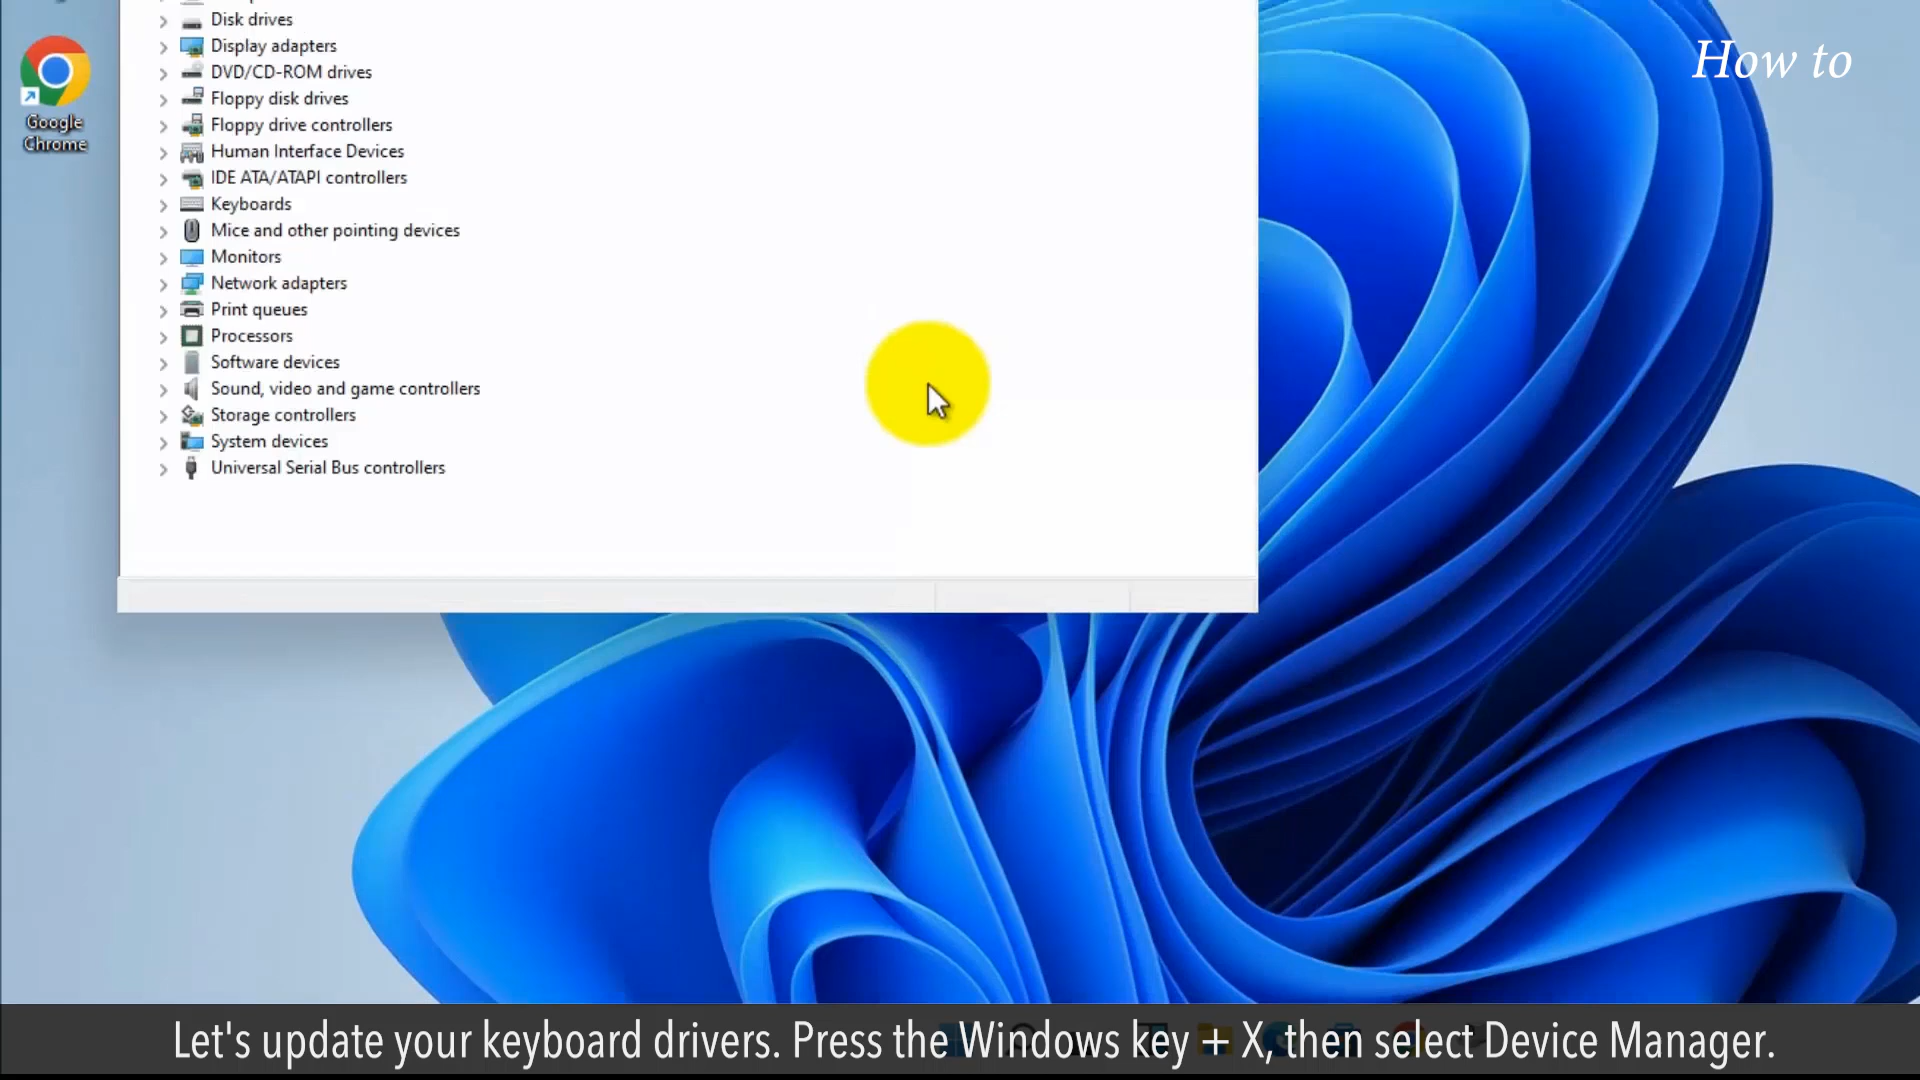 How to
Google
Chrome
Disk drives
Display adapters
DVD/CD-ROM drives
Floppy disk drives
Floppy drive controllers
Human Interface Devices
IDE ATA/ATAPI controllers
Keyboards
Mice and other pointing devices
Monitors
Network adapters
Print queues
Processors
Software devices
Sound, video and game controllers
Storage controllers
System devices
Universal Serial Bus controllers
Let's update your keyboard drivers. Press the Windows key + X, then select Device Manager.